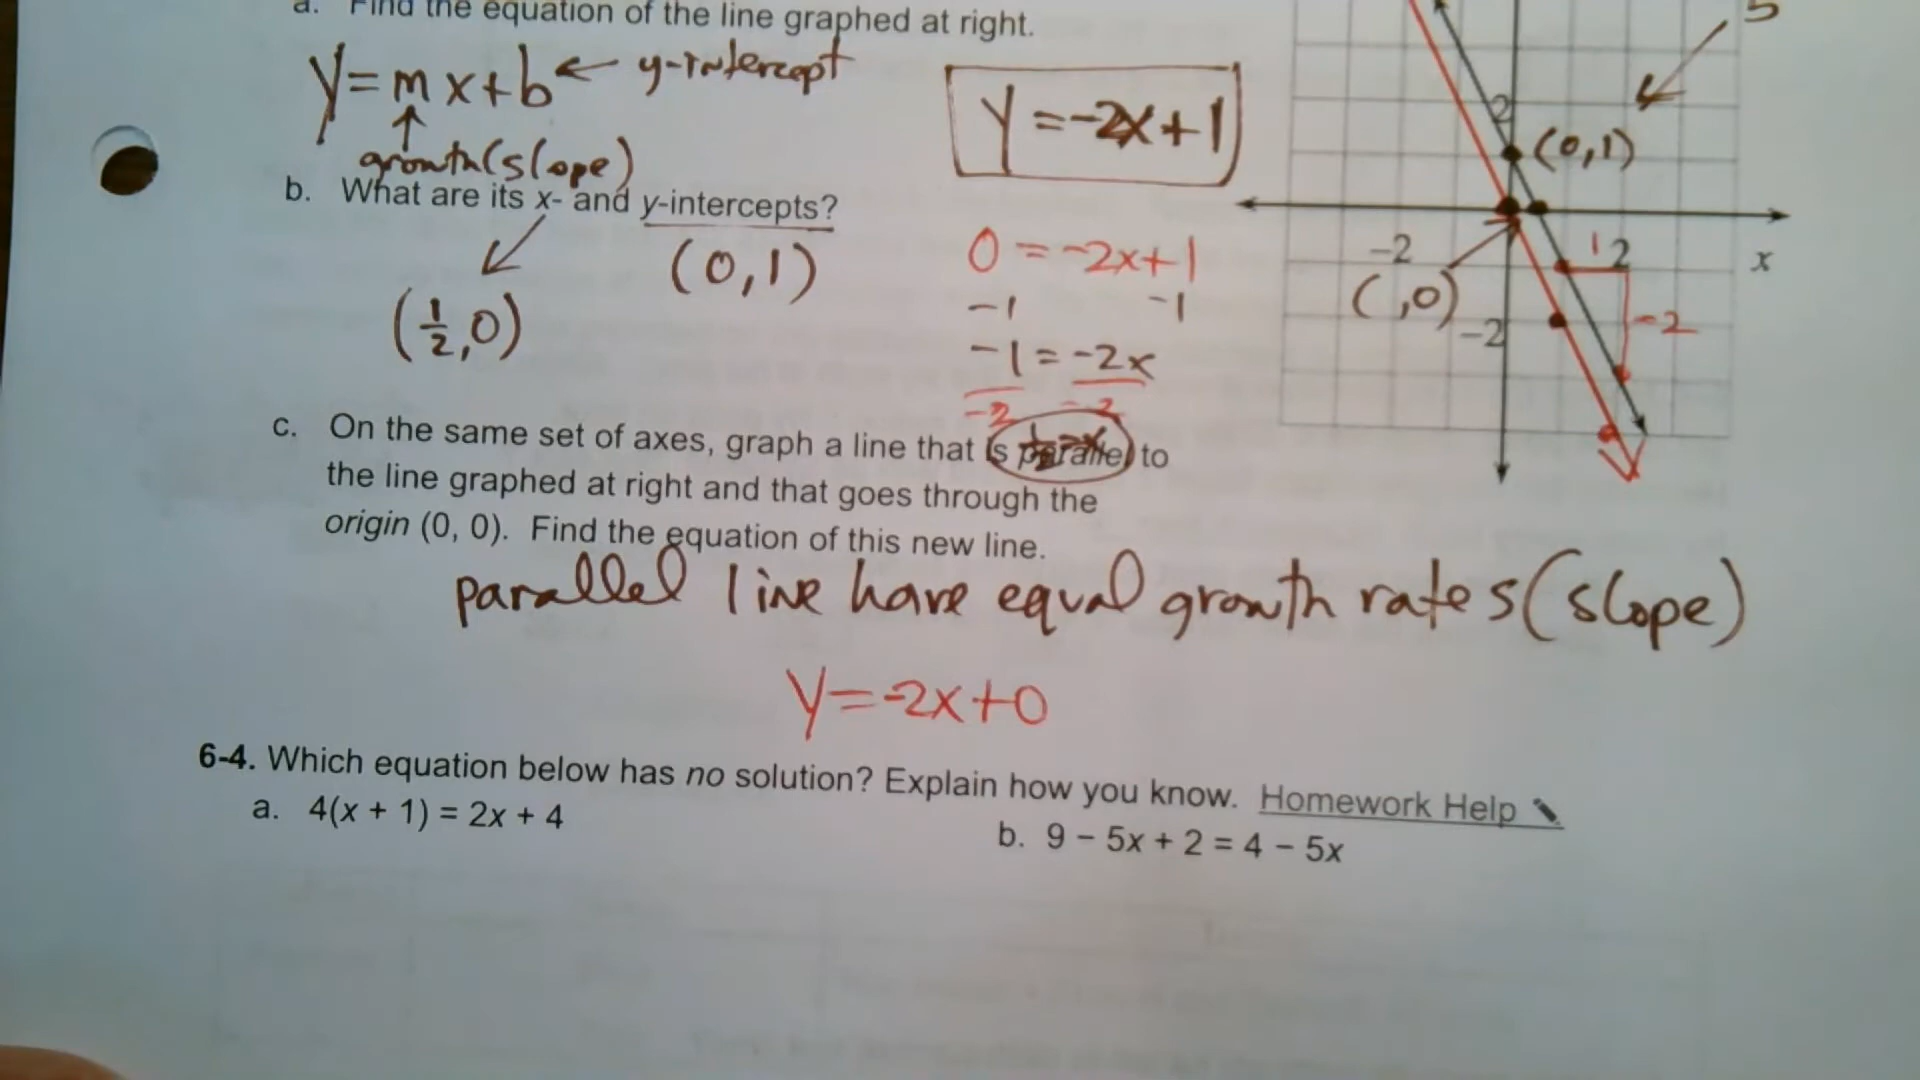 a. Find the equation of the line graphed at right.
y = mx+b ← y-intercept
↑
growth (slope)
y = -2x+1
b. What are its x- and y-intercepts?
(0,1)
(1/2,0)
0 = -2x+1
-1 -1
-1 = -2x
-2 -2
5
2
(0,1)
-2
1 2
x
( ,0)
-2
-2
c. On the same set of axes, graph a line that is parallel to
the line graphed at right and that goes through the
origin (0, 0). Find the equation of this new line.
parallel line have equal growth rates (slope)
y=-2x+0
6-4. Which equation below has no solution? Explain how you know. Homework Help
a. 4(x + 1) = 2x + 4
b. 9 − 5x + 2 = 4 − 5x